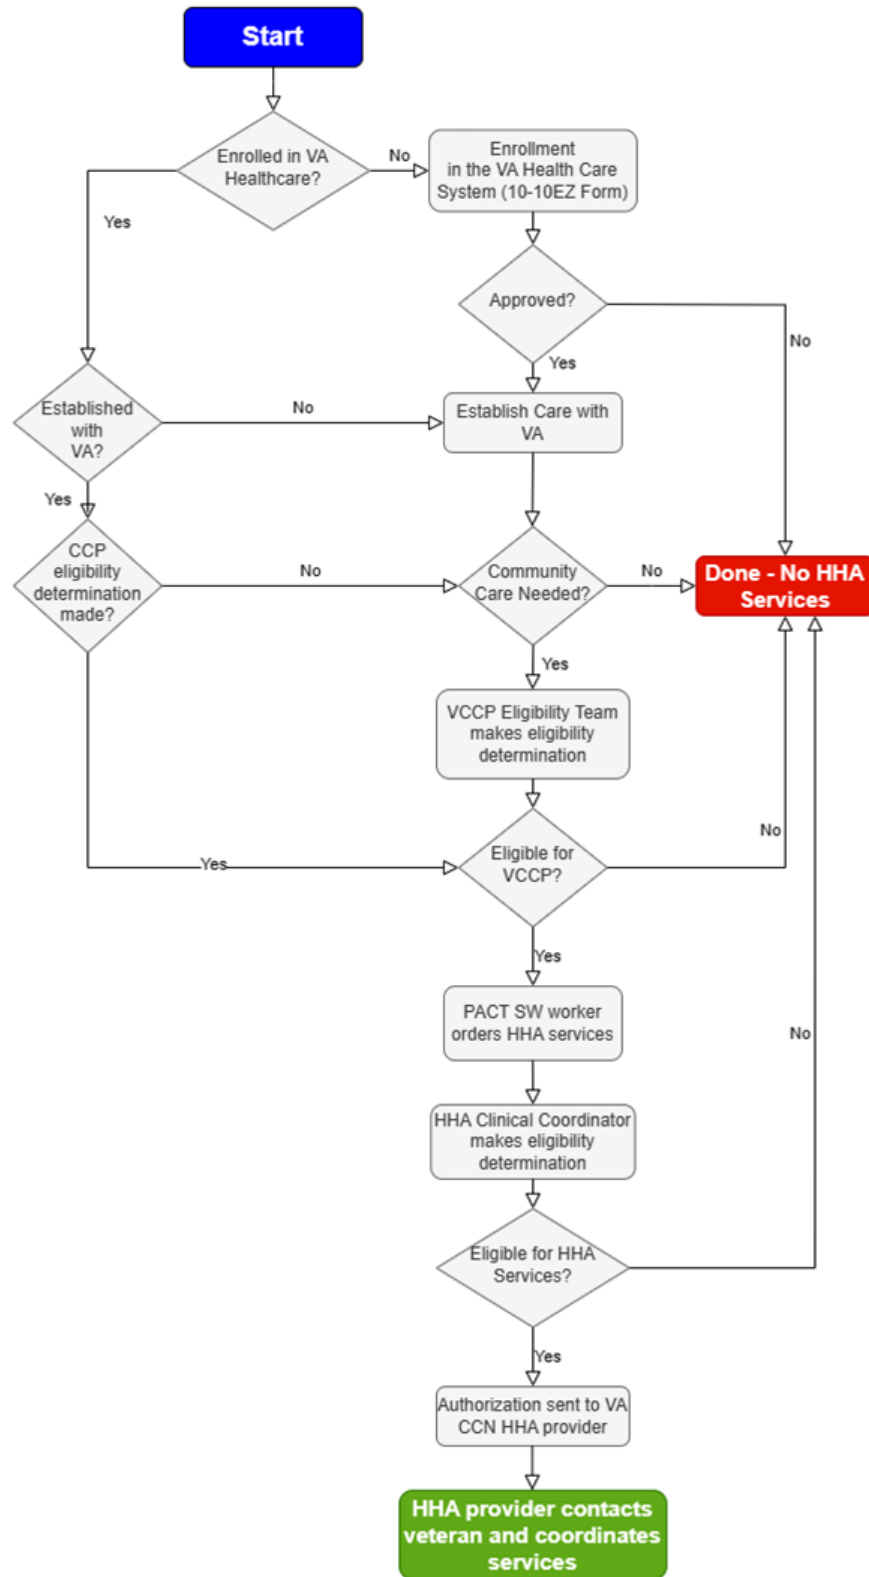 Start
Enrolled in VA
Healthcare?
No
Enrollment
in the VA Health Care
System (10-10EZ Form)
Yes
Approved?
No
Yes
Established
with
VA?
No
Establish Care with
VA
Yes
CCP
eligibility
determination
made?
No
Community
Care Needed?
No
Done - No HHA
Services
Yes
VCCP Eligibility Team
makes eligibility
determination
No
Yes
Eligible for
VCCP?
Yes
PACT SW worker
orders HHA services
No
HHA Clinical Coordinator
makes eligibility
determination
Eligible for HHA
Services?
Yes
Authorization sent to VA
CCN HHA provider
HHA provider contacts
veteran and coordinates
services